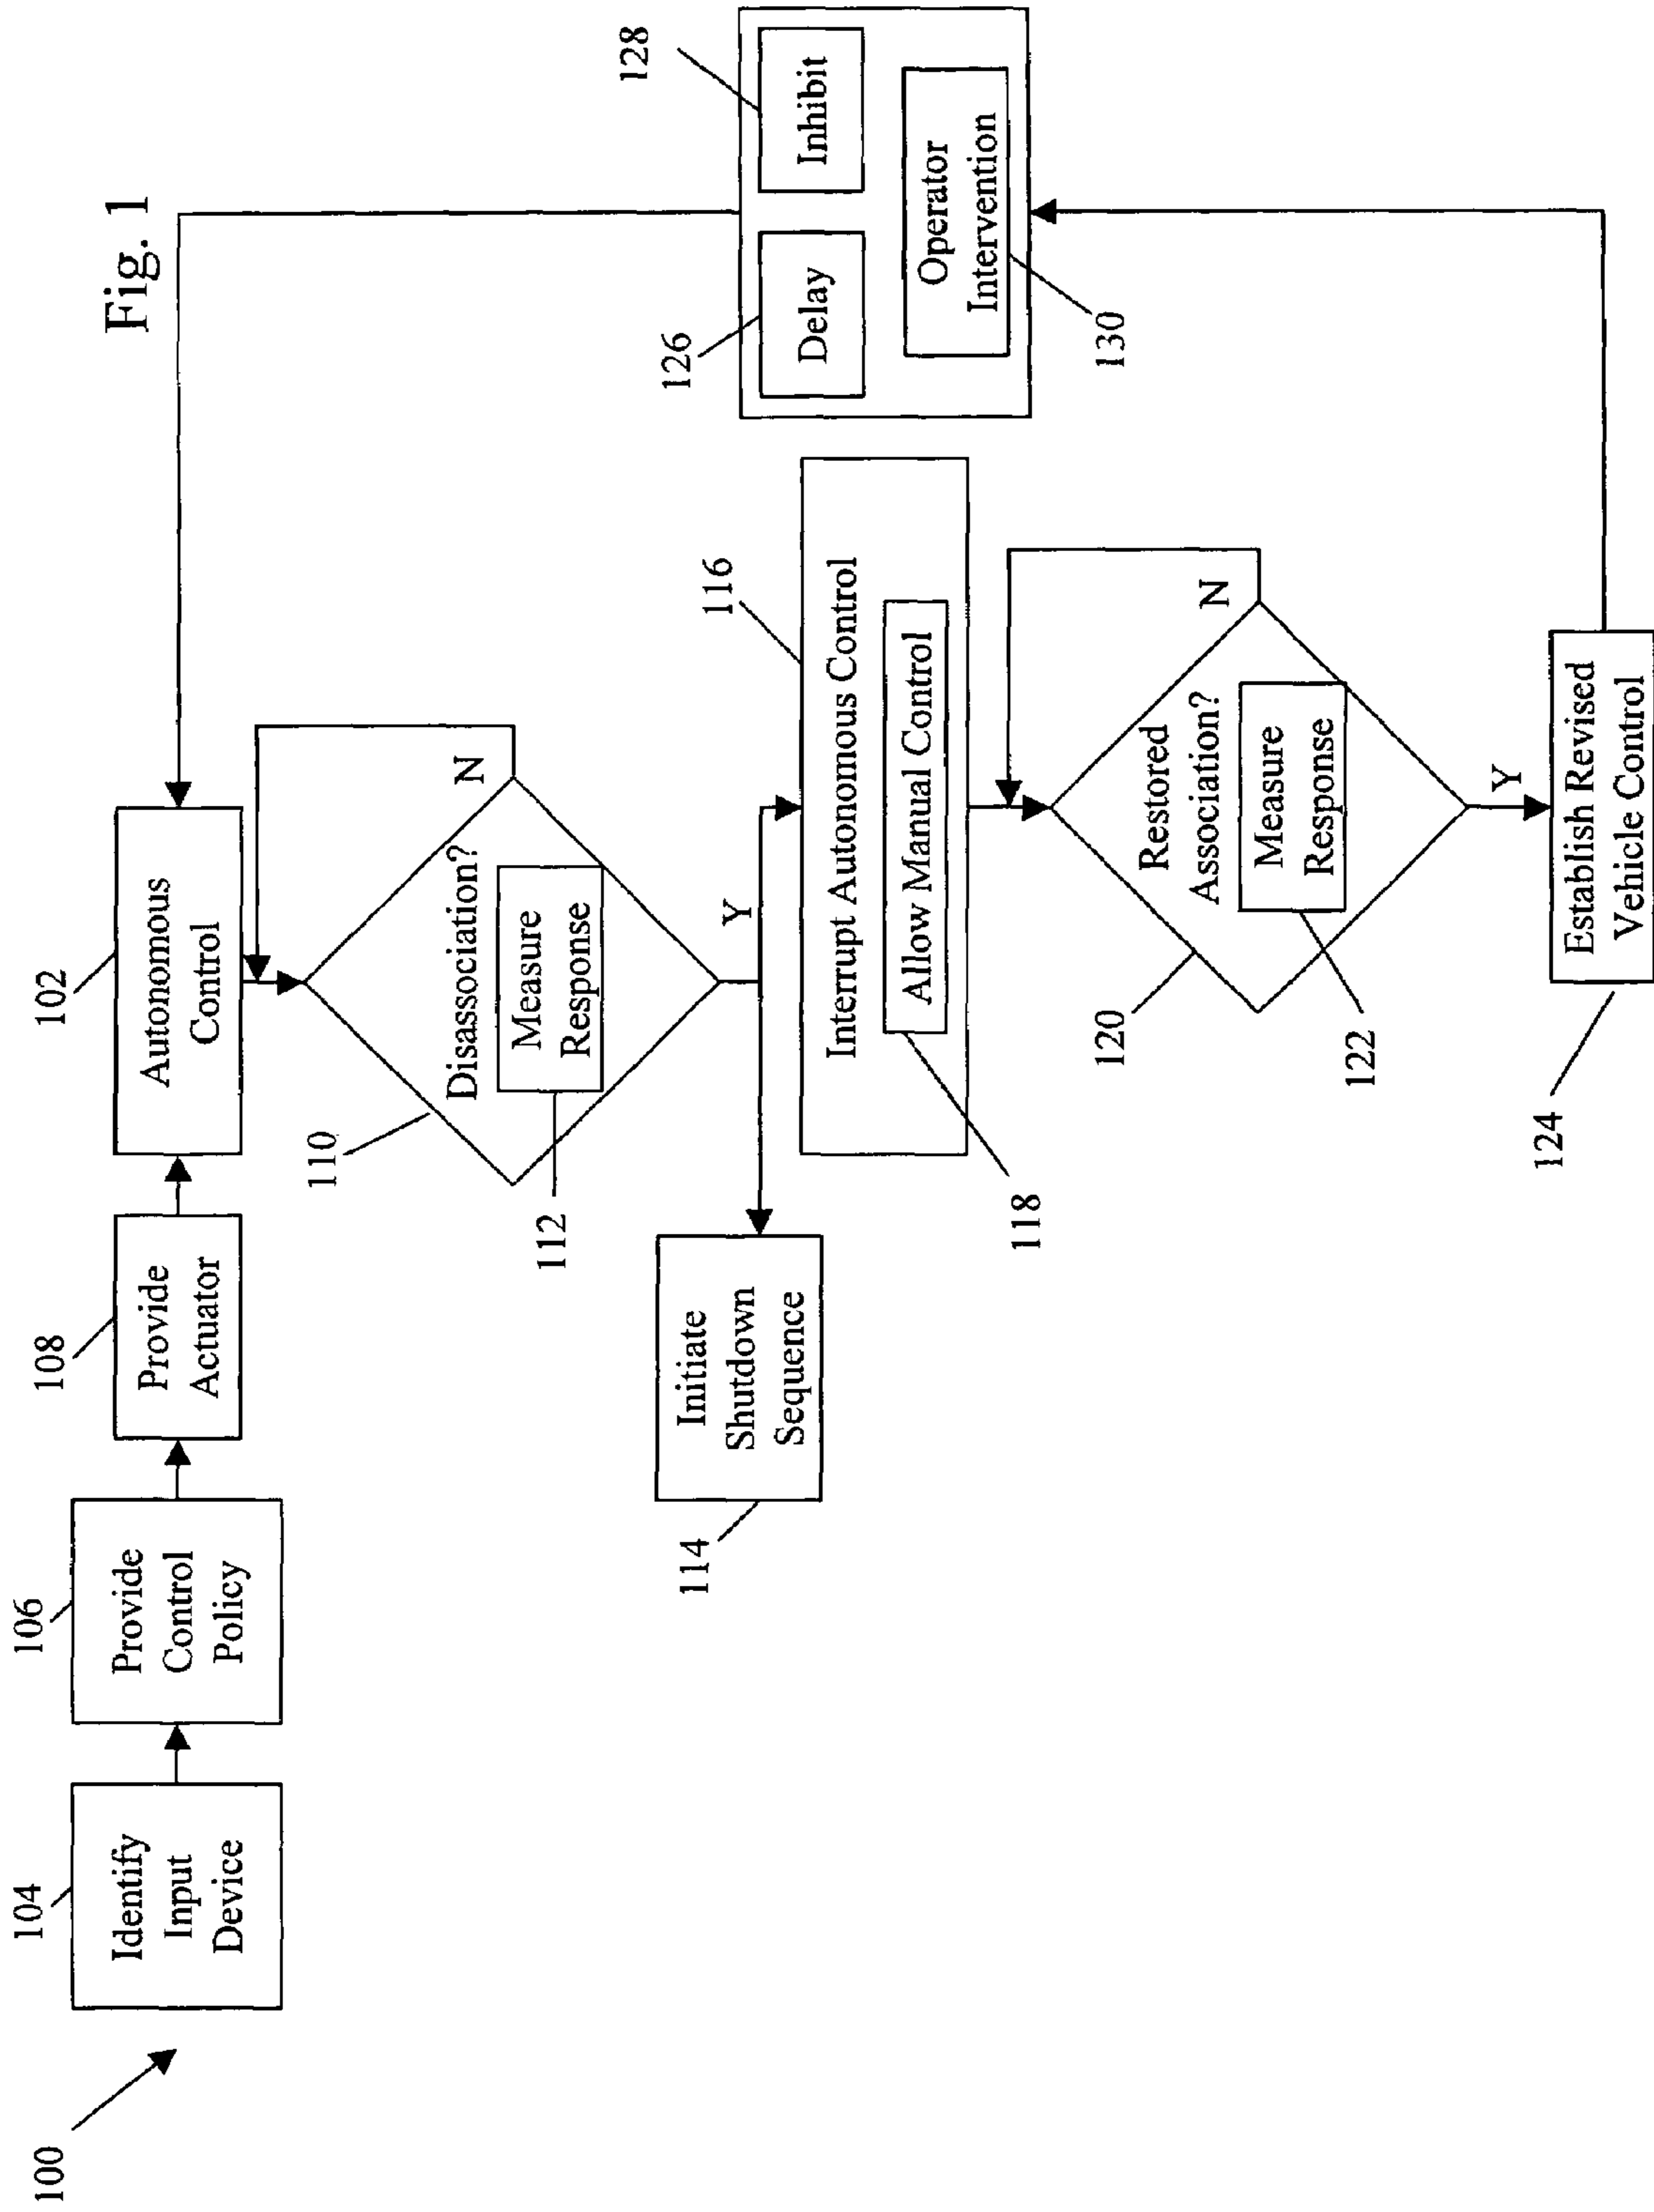 Fig. 1
100
104
Identify
Input
Device
106
Provide
Control
Policy
108
Provide
Actuator
102
Autonomous
Control
110
Disassociation?
N
112
Measure
Response
Y
114
Initiate
Shutdown
Sequence
116
Interrupt Autonomous Control
118
Allow Manual Control
120
Restored
Association?
N
122
Measure
Response
Y
124
Establish Revised
Vehicle Control
126
Delay
128
Inhibit
130
Operator
Intervention